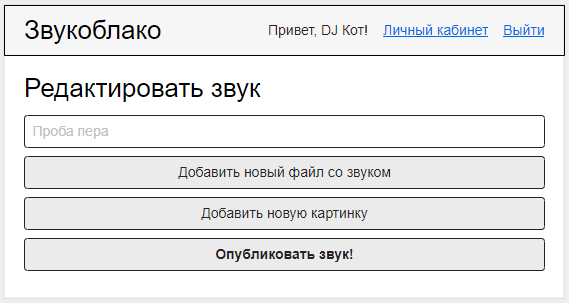 Звукоблако Привет, DJ Кот! Личный кабинет Выйти
Редактировать звук
Проба пера
Добавить новый файл со звуком
Добавить новую картинку
Опубликовать звук!